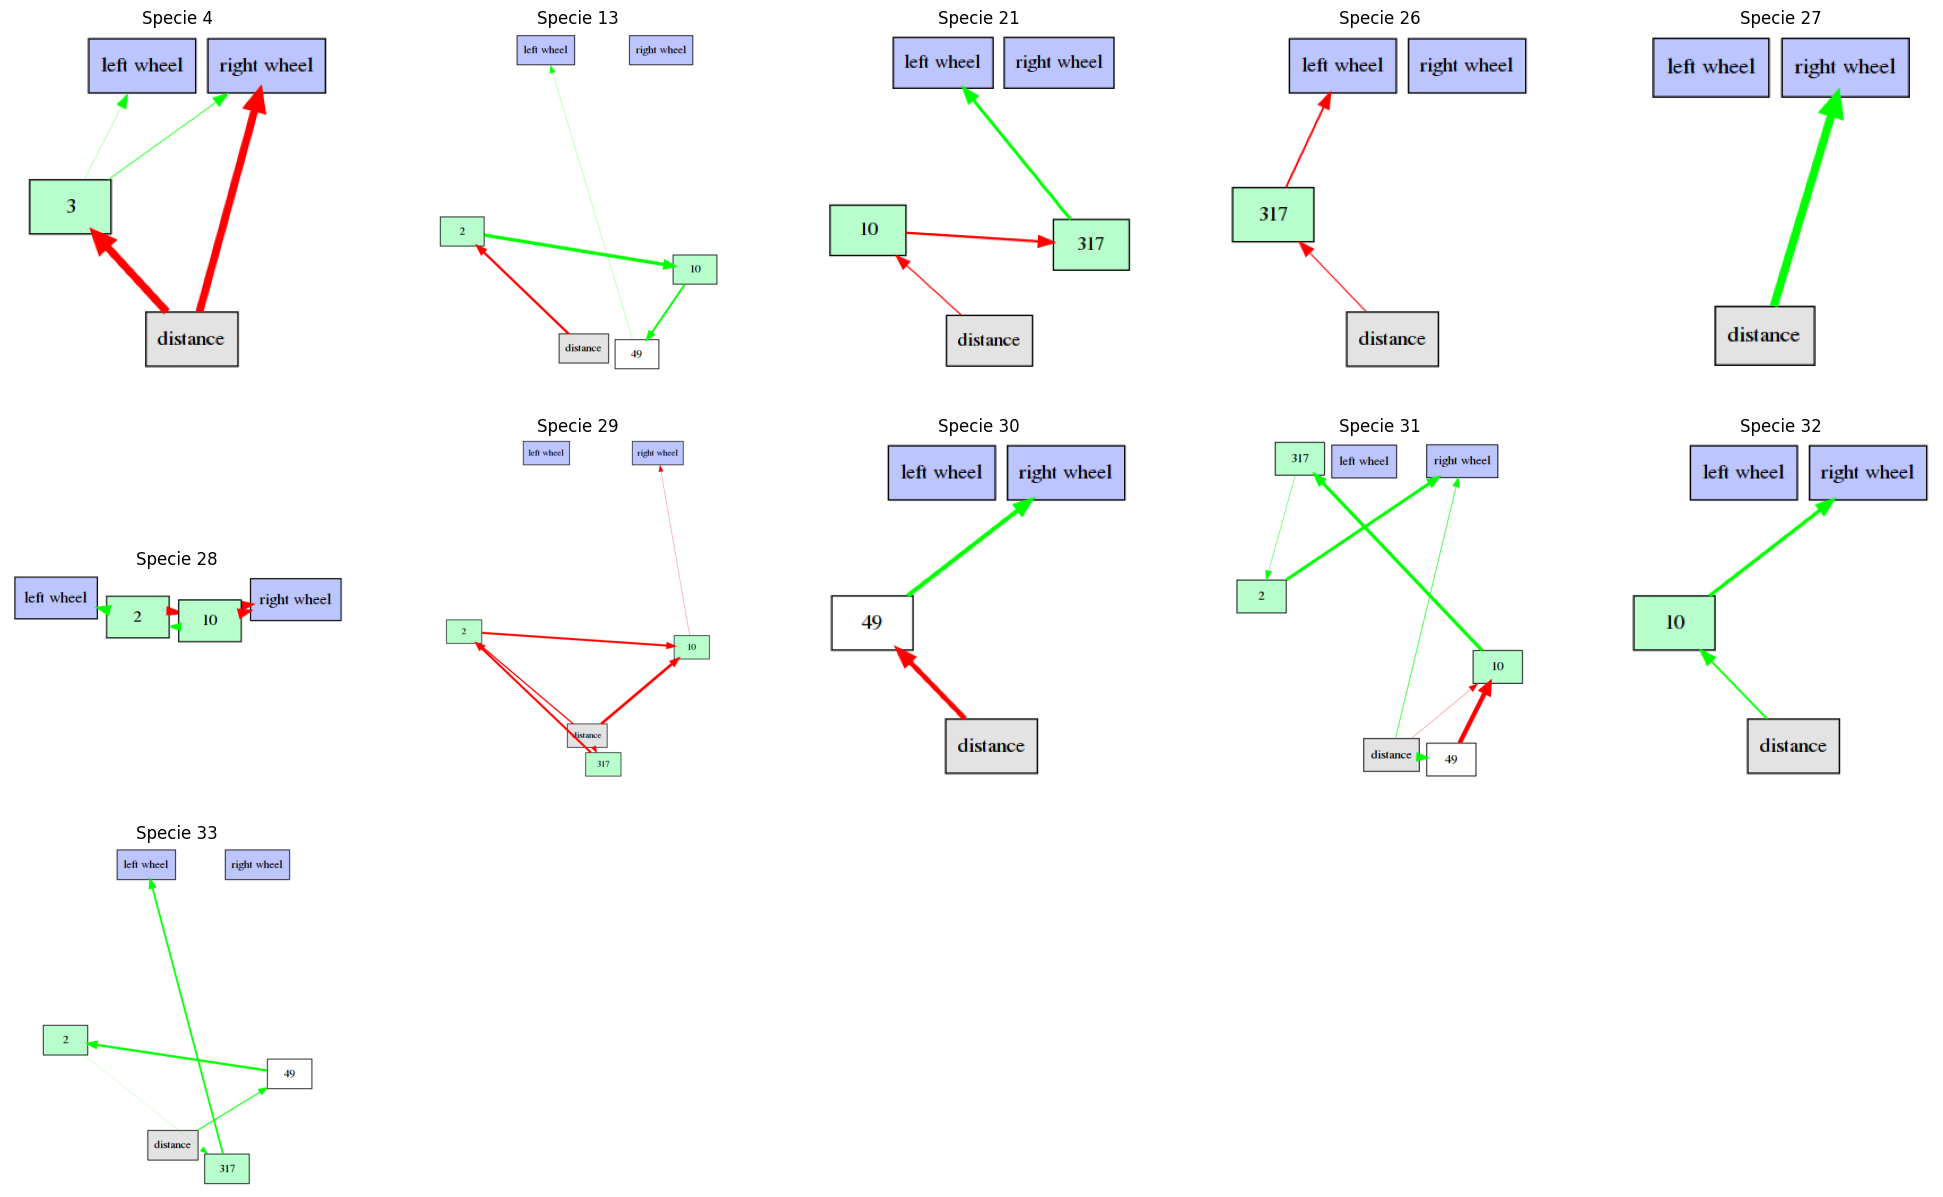 Specie 4
left wheel
right wheel
3
distance
Specie 13
left wheel
right wheel
2
10
distance
49
Specie 21
left wheel
right wheel
10
317
distance
Specie 26
left wheel
right wheel
317
distance
Specie 27
left wheel
right wheel
distance
Specie 28
left wheel
2
10
right wheel
Specie 29
left wheel
right wheel
2
10
distance
317
Specie 30
left wheel
right wheel
49
distance
Specie 31
317
left wheel
right wheel
2
10
distance
49
Specie 32
left wheel
right wheel
10
distance
Specie 33
left wheel
right wheel
2
49
distance
317